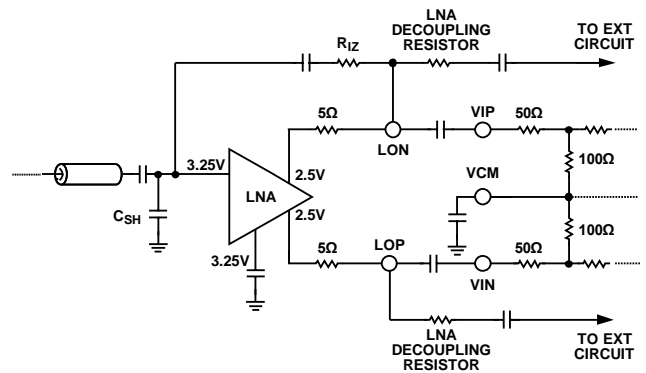 LNA
DECOUPLING
RESISTOR
TO EXT
CIRCUIT
RIZ
5Ω
VIP
50Ω
LON
100Ω
3.25V
2.5V
LNA
VCM
2.5V
CSH
100Ω
3.25V
5Ω
LOP
50Ω
VIN
LNA
DECOUPLING
RESISTOR
TO EXT
CIRCUIT